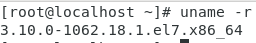 [root@localhost ~]# uname -r
3.10.0-1062.18.1.el7.x86_64